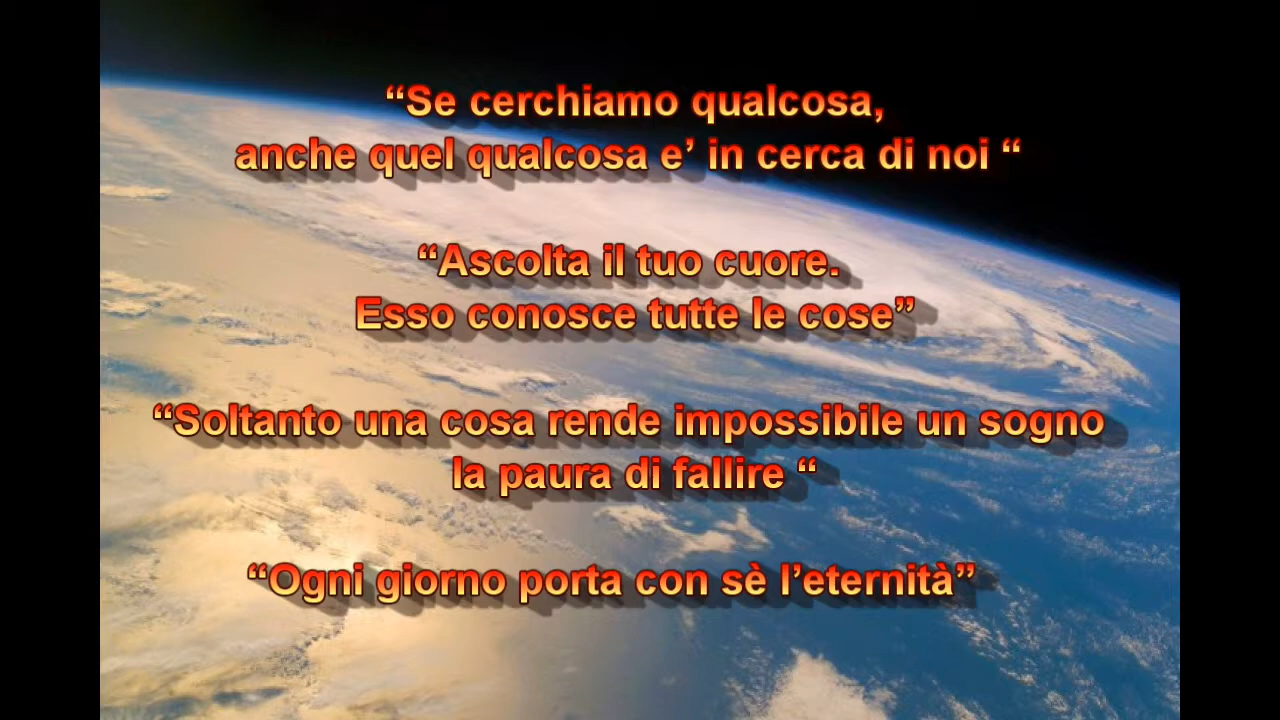 “Se cerchiamo qualcosa,
anche quel qualcosa e’ in cerca di noi “
“Ascolta il tuo cuore.
Esso conosce tutte le cose”
“Soltanto una cosa rende impossibile un sogno
la paura di fallire “
“Ogni giorno porta con sè l’eternità”